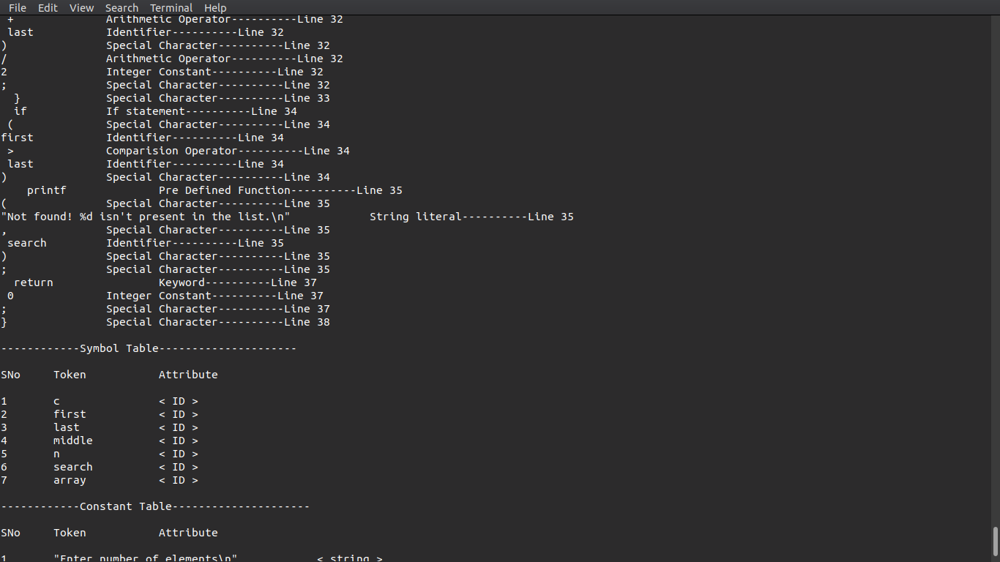 File Edit View Search Terminal Help
+ Arithmetic Operator----------Line 32
last Identifier----------Line 32
) Special Character----------Line 32
/ Arithmetic Operator----------Line 32
2 Integer Constant----------Line 32
; Special Character----------Line 32
} Special Character----------Line 33
if If statement----------Line 34
( Special Character----------Line 34
first Identifier----------Line 34
> Comparision Operator----------Line 34
last Identifier----------Line 34
) Special Character----------Line 34
printf Pre Defined Function----------Line 35
( Special Character----------Line 35
"Not found! %d isn't present in the list.\n" String literal----------Line 35
, Special Character----------Line 35
search Identifier----------Line 35
) Special Character----------Line 35
; Special Character----------Line 35
return Keyword----------Line 37
0 Integer Constant----------Line 37
; Special Character----------Line 37
} Special Character----------Line 38
------------Symbol Table---------------------
SNo Token Attribute
1 c < ID >
2 first < ID >
3 last < ID >
4 middle < ID >
5 n < ID >
6 search < ID >
7 array < ID >
------------Constant Table---------------------
SNo Token Attribute
1 "Enter number of elements\n" < string >